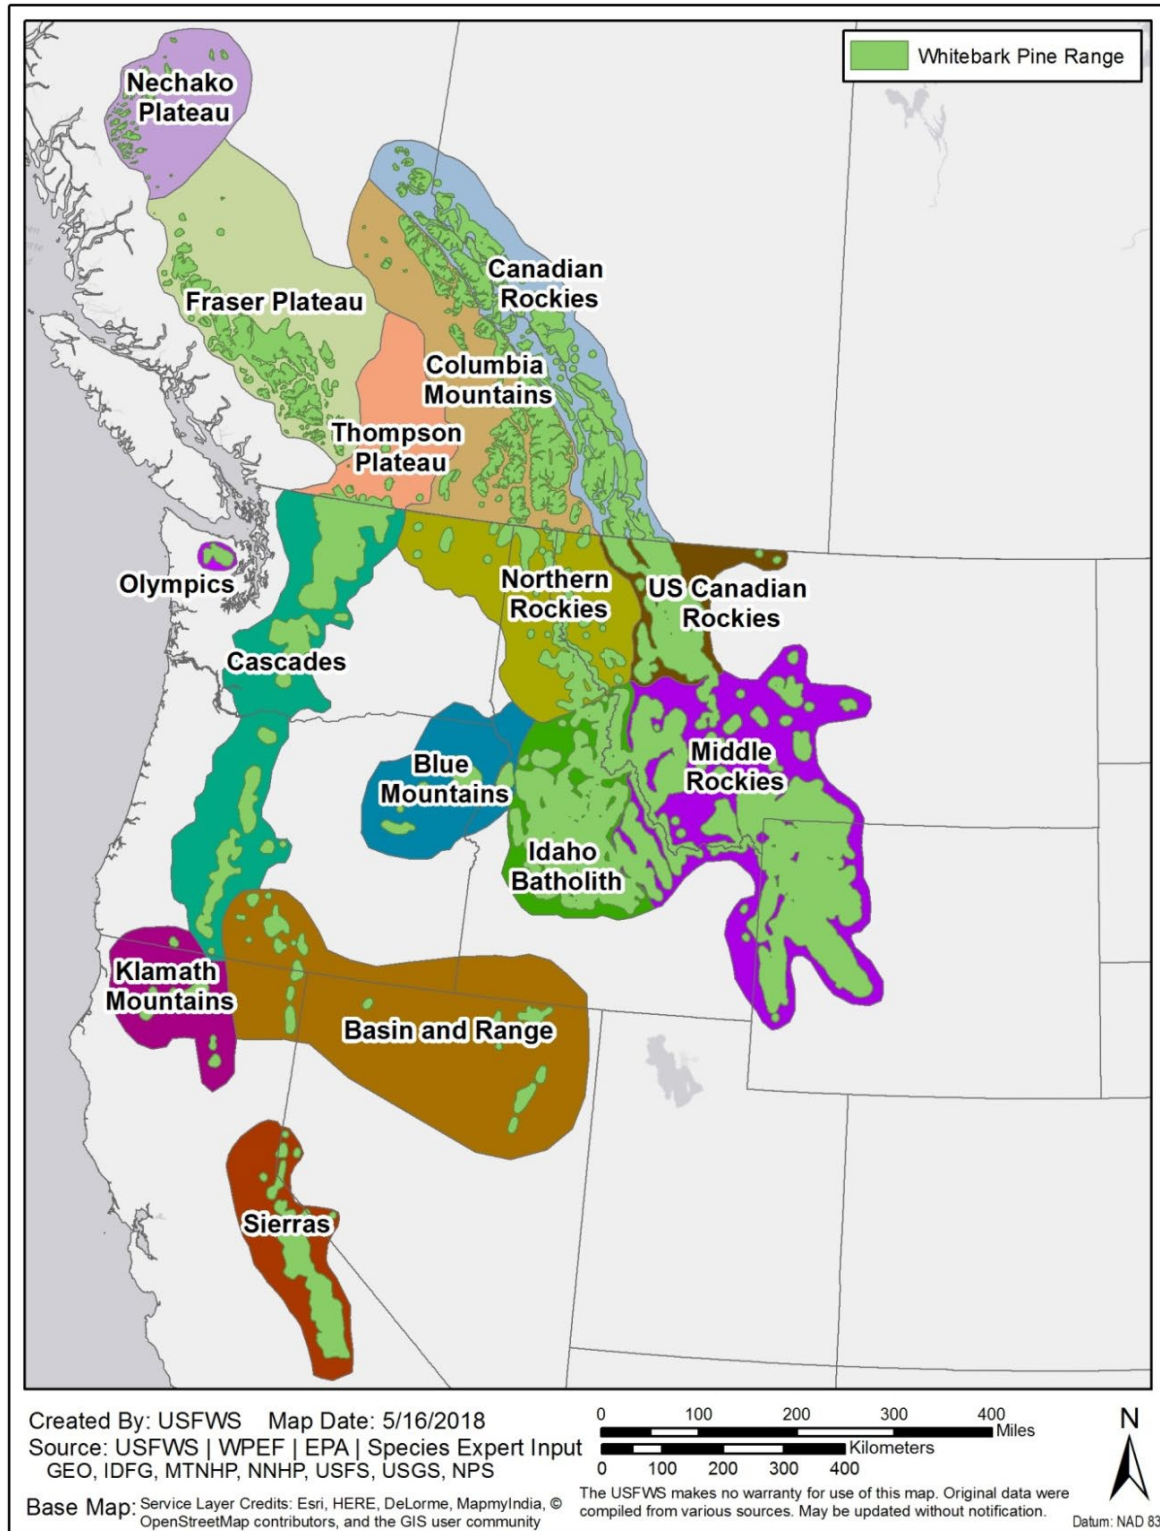 Whitebark Pine Range
Nechako
Plateau
Canadian
Rockies
Fraser Plateau
Columbia
Mountains
Thompson
Plateau
Olympics
Northern
Rockies
US Canadian
Rockies
Cascades
Blue
Mountains
Middle
Rockies
Idaho
Batholith
Klamath
Mountains
Basin and Range
Sierras
Created By: USFWS Map Date: 5/16/2018
Source: USFWS | WPEF | EPA | Species Expert Input
GEO, IDFG, MTNHP, NNHP, USFS, USGS, NPS
Base Map: Service Layer Credits: Esri, HERE, DeLorme, MapmyIndia, ©
OpenStreetMap contributors, and the GIS user community
0 100 200 300 400
Miles
Kilometers
0 100 200 300 400
The USFWS makes no warranty for use of this map. Original data were
compiled from various sources. May be updated without notification.
N
Datum: NAD 83